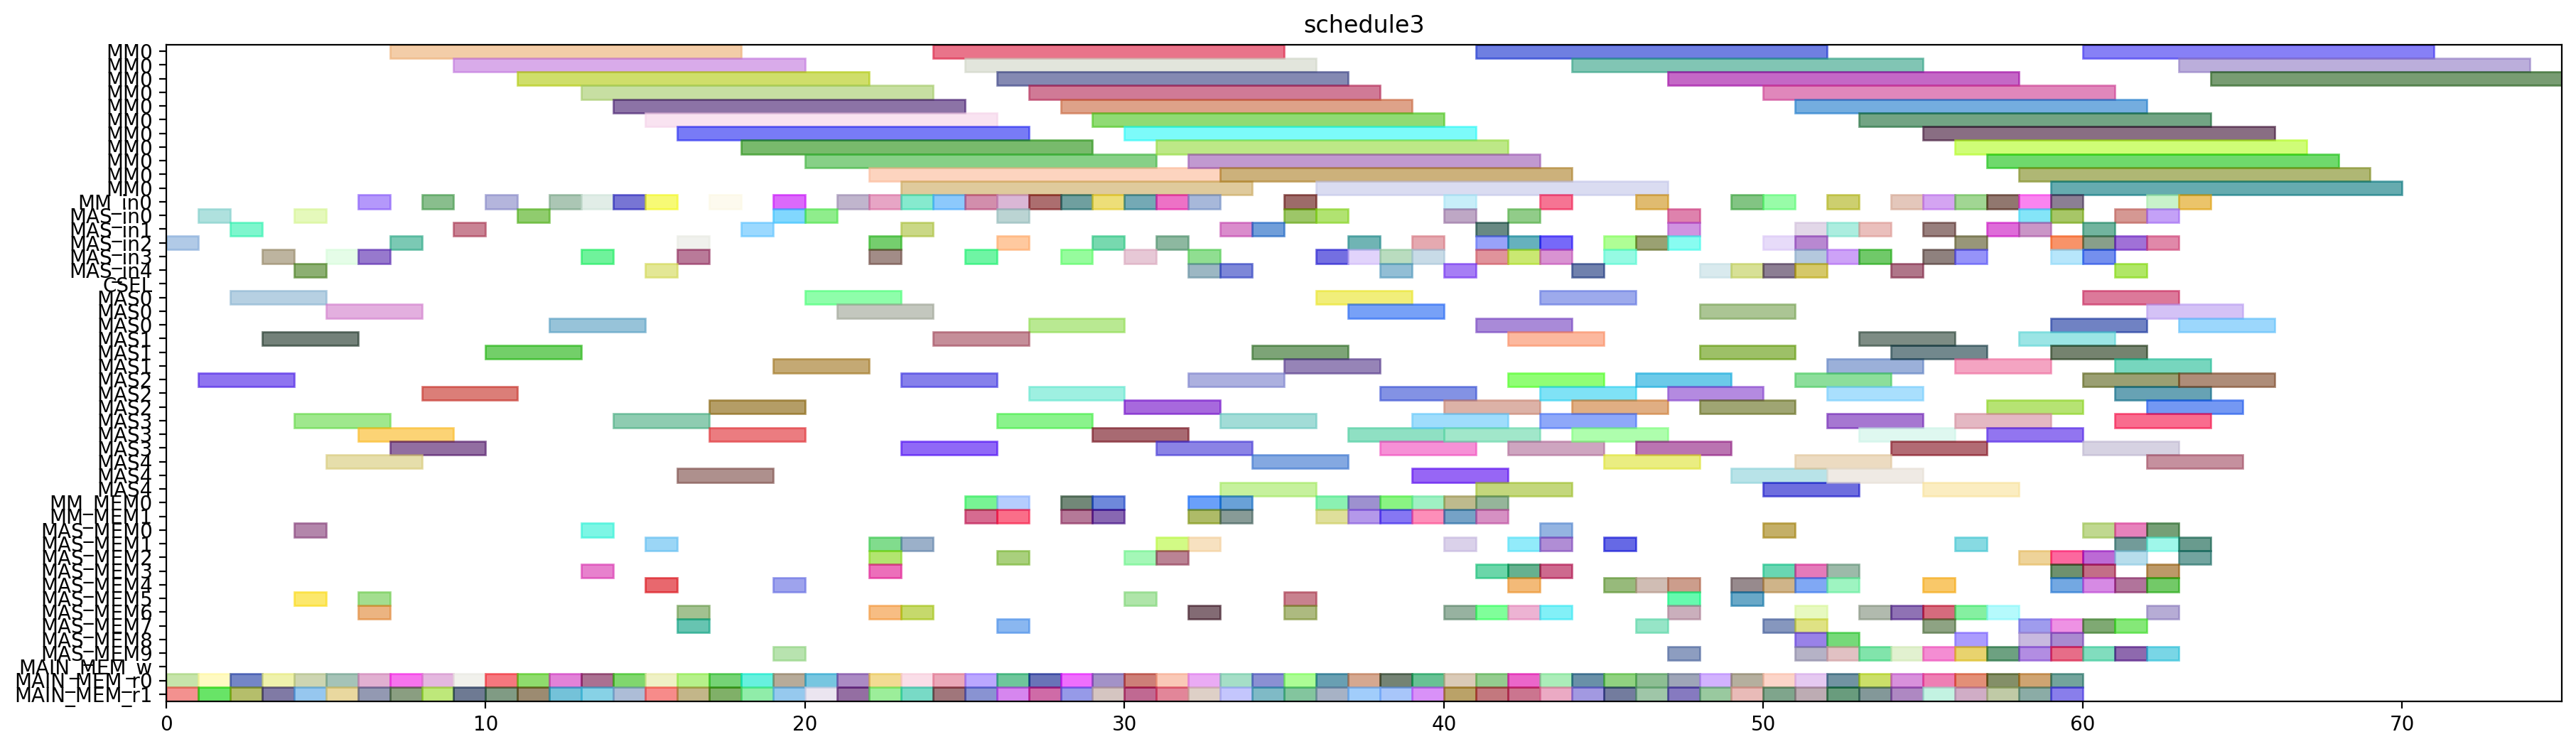 schedule3
MM0
MM0
MM0
MM0
MM0
MM0
MM0
MM0
MM0
MM0
MM0
MM_in0
MAS_in0
MAS_in1
MAS_in2
MAS_in3
MAS_in4
CSEL
MAS0
MAS0
MAS0
MAS1
MAS1
MAS1
MAS2
MAS2
MAS2
MAS3
MAS3
MAS3
MAS4
MAS4
MAS4
MM_MEM0
MM_MEM1
MAS_MEM0
MAS_MEM1
MAS_MEM2
MAS_MEM3
MAS_MEM4
MAS_MEM5
MAS_MEM6
MAS_MEM7
MAS_MEM8
MAS_MEM9
MAIN_MEM_w
MAIN_MEM_r0
MAIN_MEM_r1
0 10 20 30 40 50 60 70